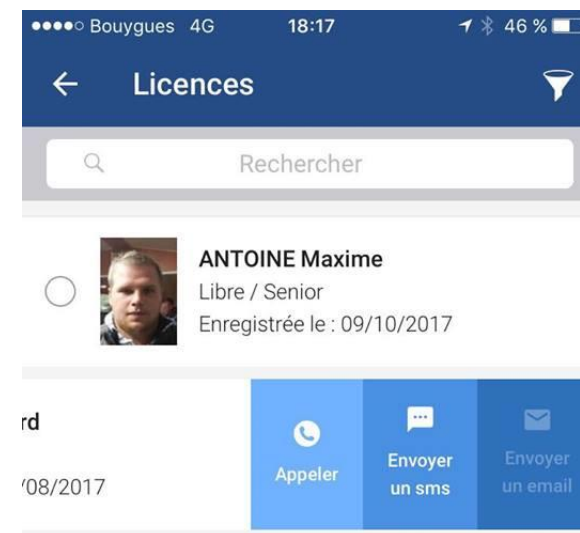 Bouygues 4G 18:17 46 %
Licences
Rechercher
ANTOINE Maxime
Libre / Senior
Enregistrée le : 09/10/2017
rd
/08/2017
Appeler
Envoyer
un sms
Envoyer
un email